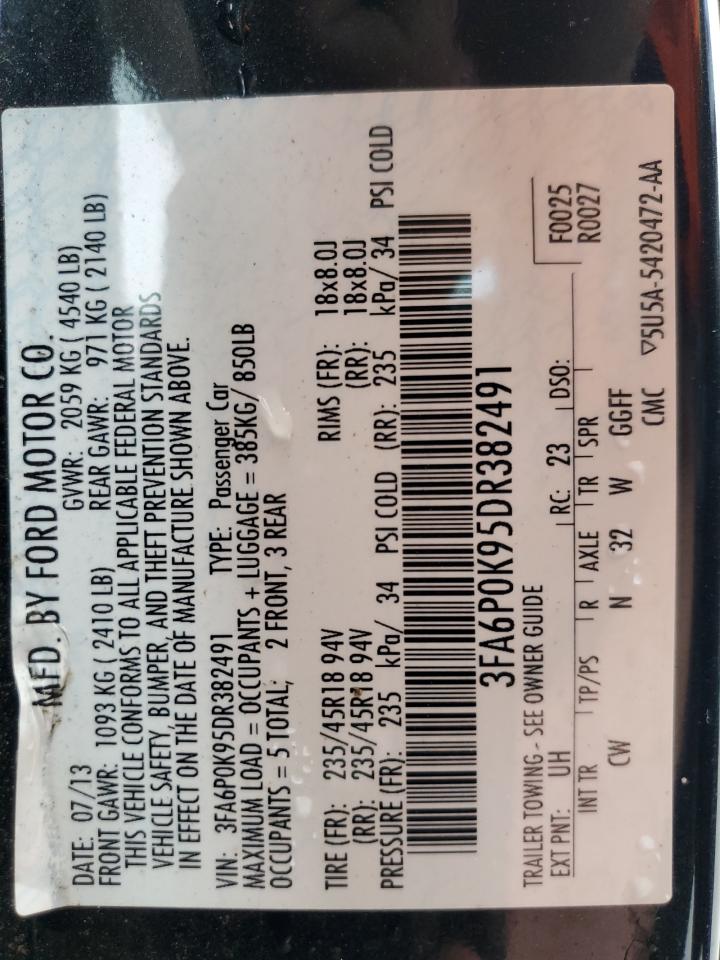 MFD. BY FORD MOTOR CO.
DATE: 07/13 GVWR: 2059 KG ( 4540 LB)
FRONT GAWR: 1093 KG ( 2410 LB) REAR GAWR: 971 KG ( 2140 LB)
THIS VEHICLE CONFORMS TO ALL APPLICABLE FEDERAL MOTOR
VEHICLE SAFETY, BUMPER, AND THEFT PREVENTION STANDARDS
IN EFFECT ON THE DATE OF MANUFACTURE SHOWN ABOVE.
VIN: 3FA6P0K95DR382491 TYPE: Passenger Car
MAXIMUM LOAD = OCCUPANTS + LUGGAGE = 385KG/ 850LB
OCCUPANTS = 5 TOTAL, 2 FRONT, 3 REAR
TIRE (FR): 235/45R18 94V RIMS (FR): 18x8.0J
(RR): 235/45R18 94V (RR): 18x8.0J
PRESSURE (FR): 235 kPa/ 34 PSI COLD (RR): 235 kPa/ 34 PSI COLD
3FA6P0K95DR382491
TRAILER TOWING - SEE OWNER GUIDE F0025
EXT PNT: UH RC: 23 DSO: R0027
INT TR TP/PS R AXLE TR SPR
CW N 32 W GGFF
CMC ▽5U5A-5420472-AA